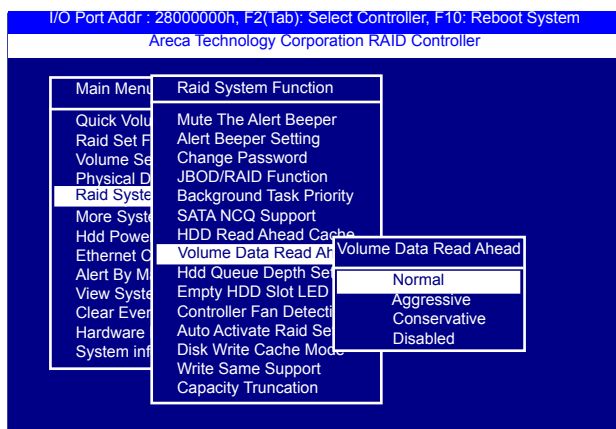 I/O Port Addr : 28000000h, F2(Tab): Select Controller, F10: Reboot System
Areca Technology Corporation RAID Controller
Main Menu
Quick Volu
Raid Set F
Volume Se
Physical D
Raid Syste
More Syste
Hdd Power
Ethernet C
Alert By Ma
View Syste
Clear Even
Hardware
System inf
Raid System Function
Mute The Alert Beeper
Alert Beeper Setting
Change Password
JBOD/RAID Function
Background Task Priority
SATA NCQ Support
HDD Read Ahead Cache
Volume Data Read Ah
Hdd Queue Depth Set
Empty HDD Slot LED
Controller Fan Detecti
Auto Activate Raid Se
Disk Write Cache Mode
Write Same Support
Capacity Truncation
Volume Data Read Ahead
Normal
Aggressive
Conservative
Disabled